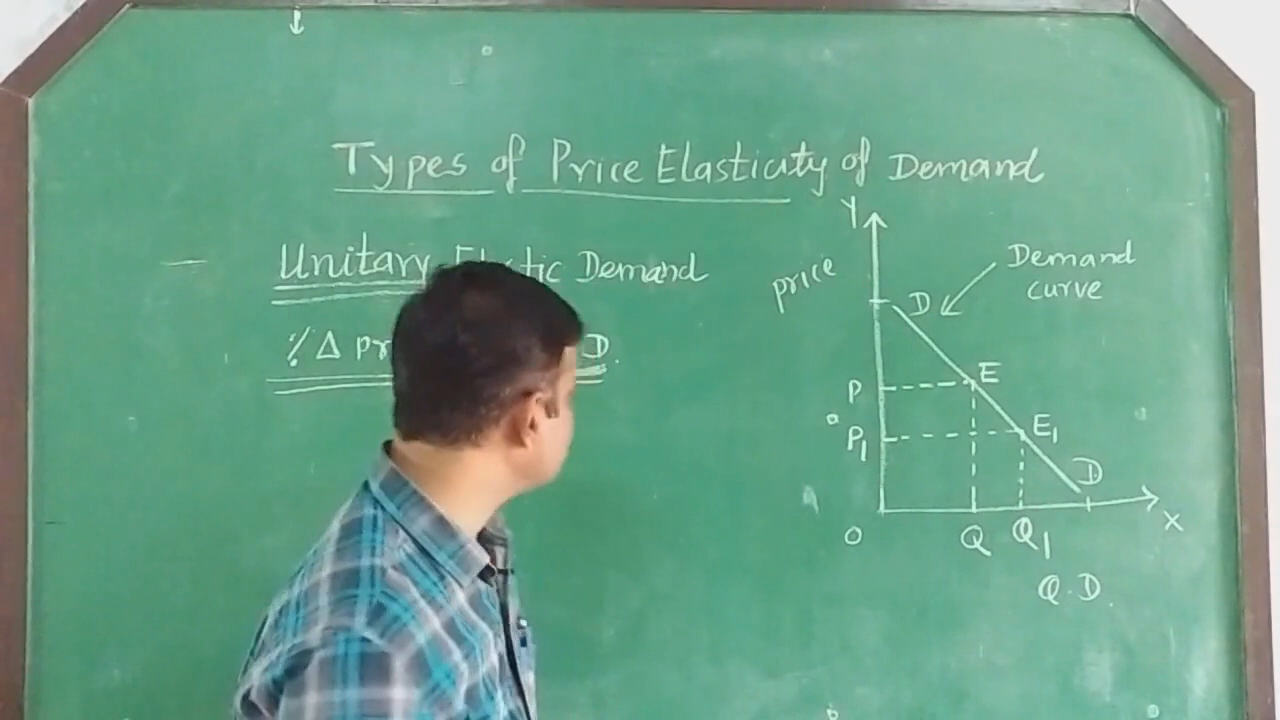 Types of Price Elasticity of Demand
Unitary Demand
% Δ D.
Y
price
Demand
curve
D
P
E
P1
E1
D
O
Q
Q1
X
Q.D.